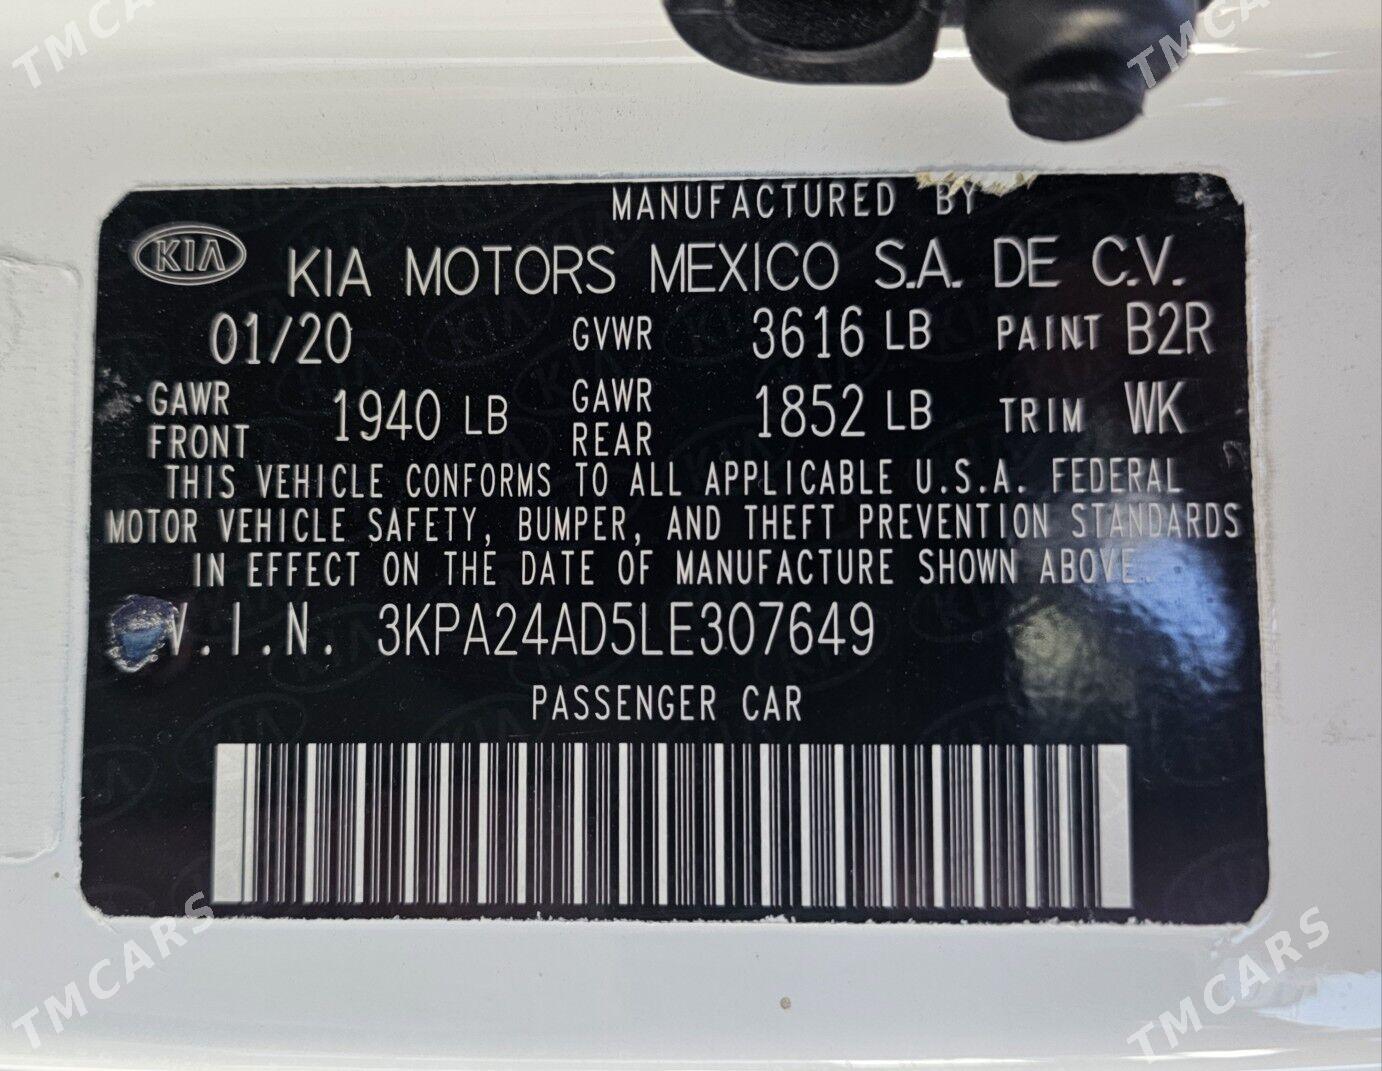 TMCARS
TMCARS
MANUFACTURED BY
KIA
KIA MOTORS MEXICO S.A. DE C.V.
01/20 GVWR 3616 LB PAINT B2R
GAWR FRONT 1940 LB GAWR REAR 1852 LB TRIM WK
THIS VEHICLE CONFORMS TO ALL APPLICABLE U.S.A. FEDERAL
MOTOR VEHICLE SAFETY, BUMPER, AND THEFT PREVENTION STANDARDS
IN EFFECT ON THE DATE OF MANUFACTURE SHOWN ABOVE.
V.I.N. 3KPA24AD5LE307649
PASSENGER CAR
TMCARS
TMCARS